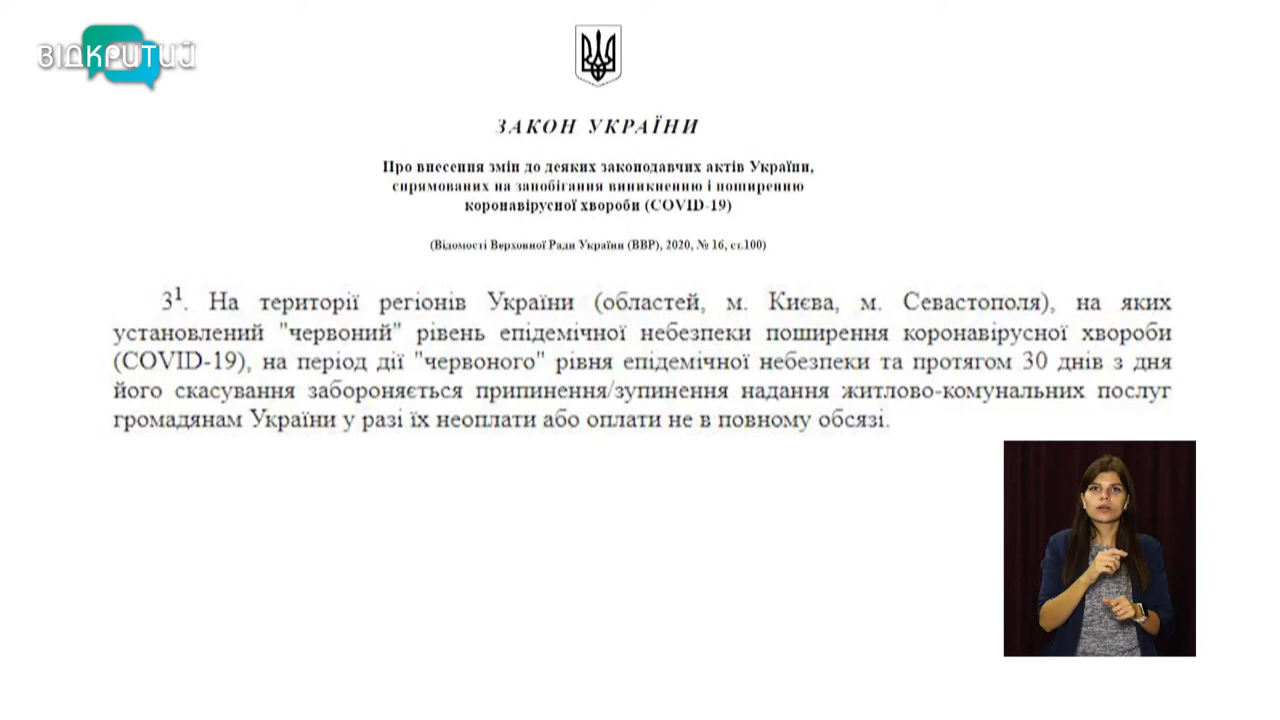 ВІДКРИТИЙ
ЗАКОН УКРАЇНИ
Про внесення змін до деяких законодавчих актів України,
спрямованих на запобігання виникненню і поширенню
коронавірусної хвороби (COVID-19)
(Відомості Верховної Ради України (ВВР), 2020, № 16, ст.100)
3¹. На території регіонів України (областей, м. Києва, м. Севастополя), на яких
установлений "червоний" рівень епідемічної небезпеки поширення коронавірусної хвороби
(COVID-19), на період дії "червоного" рівня епідемічної небезпеки та протягом 30 днів з дня
його скасування забороняється припинення/зупинення надання житлово-комунальних послуг
громадянам України у разі їх неоплати або оплати не в повному обсязі.